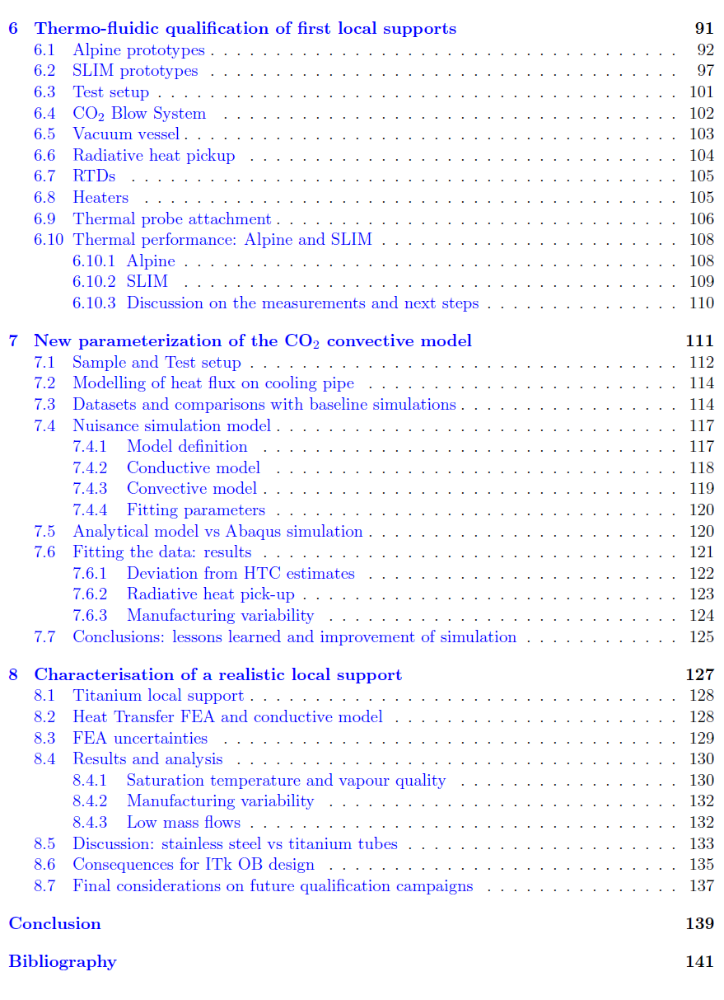 6 Thermo-fluidic qualification of first local supports 91
6.1 Alpine prototypes . . . . . . . . . . . . . . . . . . . . . . . . . . . . . . . . . . . . 92
6.2 SLIM prototypes . . . . . . . . . . . . . . . . . . . . . . . . . . . . . . . . . . . . 97
6.3 Test setup . . . . . . . . . . . . . . . . . . . . . . . . . . . . . . . . . . . . . . . . 101
6.4 CO₂ Blow System . . . . . . . . . . . . . . . . . . . . . . . . . . . . . . . . . . . 102
6.5 Vacuum vessel . . . . . . . . . . . . . . . . . . . . . . . . . . . . . . . . . . . . . . 103
6.6 Radiative heat pickup . . . . . . . . . . . . . . . . . . . . . . . . . . . . . . . . . 104
6.7 RTDs . . . . . . . . . . . . . . . . . . . . . . . . . . . . . . . . . . . . . . . . . . 105
6.8 Heaters . . . . . . . . . . . . . . . . . . . . . . . . . . . . . . . . . . . . . . . . . 105
6.9 Thermal probe attachment . . . . . . . . . . . . . . . . . . . . . . . . . . . . . . . 106
6.10 Thermal performance: Alpine and SLIM . . . . . . . . . . . . . . . . . . . . . . . 108
6.10.1 Alpine . . . . . . . . . . . . . . . . . . . . . . . . . . . . . . . . . . . . . . 108
6.10.2 SLIM . . . . . . . . . . . . . . . . . . . . . . . . . . . . . . . . . . . . . . 109
6.10.3 Discussion on the measurements and next steps . . . . . . . . . . . . . . . 110
7 New parameterization of the CO₂ convective model 111
7.1 Sample and Test setup . . . . . . . . . . . . . . . . . . . . . . . . . . . . . . . . . 112
7.2 Modelling of heat flux on cooling pipe . . . . . . . . . . . . . . . . . . . . . . . . 114
7.3 Datasets and comparisons with baseline simulations . . . . . . . . . . . . . . . . . 114
7.4 Nuisance simulation model . . . . . . . . . . . . . . . . . . . . . . . . . . . . . . . 117
7.4.1 Model definition . . . . . . . . . . . . . . . . . . . . . . . . . . . . . . . . 117
7.4.2 Conductive model . . . . . . . . . . . . . . . . . . . . . . . . . . . . . . . 118
7.4.3 Convective model . . . . . . . . . . . . . . . . . . . . . . . . . . . . . . . . 119
7.4.4 Fitting parameters . . . . . . . . . . . . . . . . . . . . . . . . . . . . . . . 120
7.5 Analytical model vs Abaqus simulation . . . . . . . . . . . . . . . . . . . . . . . . 120
7.6 Fitting the data: results . . . . . . . . . . . . . . . . . . . . . . . . . . . . . . . . 121
7.6.1 Deviation from HTC estimates . . . . . . . . . . . . . . . . . . . . . . . . 122
7.6.2 Radiative heat pick-up . . . . . . . . . . . . . . . . . . . . . . . . . . . . . 123
7.6.3 Manufacturing variability . . . . . . . . . . . . . . . . . . . . . . . . . . . 124
7.7 Conclusions: lessons learned and improvement of simulation . . . . . . . . . . . . 125
8 Characterisation of a realistic local support 127
8.1 Titanium local support . . . . . . . . . . . . . . . . . . . . . . . . . . . . . . . . . 128
8.2 Heat Transfer FEA and conductive model . . . . . . . . . . . . . . . . . . . . . . 128
8.3 FEA uncertainties . . . . . . . . . . . . . . . . . . . . . . . . . . . . . . . . . . . 129
8.4 Results and analysis . . . . . . . . . . . . . . . . . . . . . . . . . . . . . . . . . . 130
8.4.1 Saturation temperature and vapour quality . . . . . . . . . . . . . . . . . 130
8.4.2 Manufacturing variability . . . . . . . . . . . . . . . . . . . . . . . . . . . 132
8.4.3 Low mass flows . . . . . . . . . . . . . . . . . . . . . . . . . . . . . . . . . 132
8.5 Discussion: stainless steel vs titanium tubes . . . . . . . . . . . . . . . . . . . . . 133
8.6 Consequences for ITk OB design . . . . . . . . . . . . . . . . . . . . . . . . . . . 135
8.7 Final considerations on future qualification campaigns . . . . . . . . . . . . . . . 137
Conclusion 139
Bibliography 141